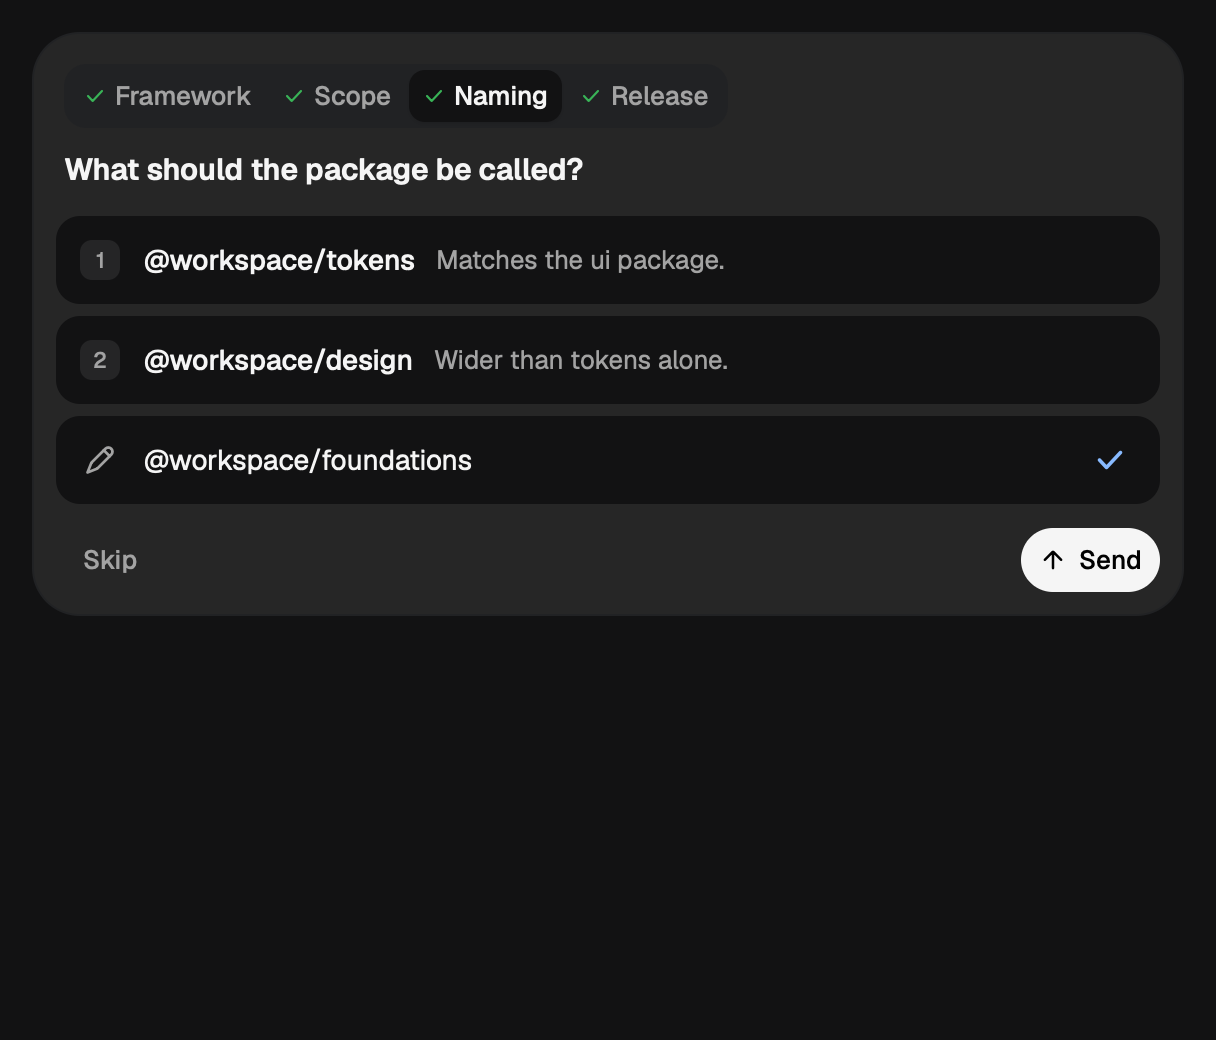 Framework Scope Naming Release
What should the package be called?
1 @workspace/tokens Matches the ui package.
2 @workspace/design Wider than tokens alone.
@workspace/foundations
Skip Send